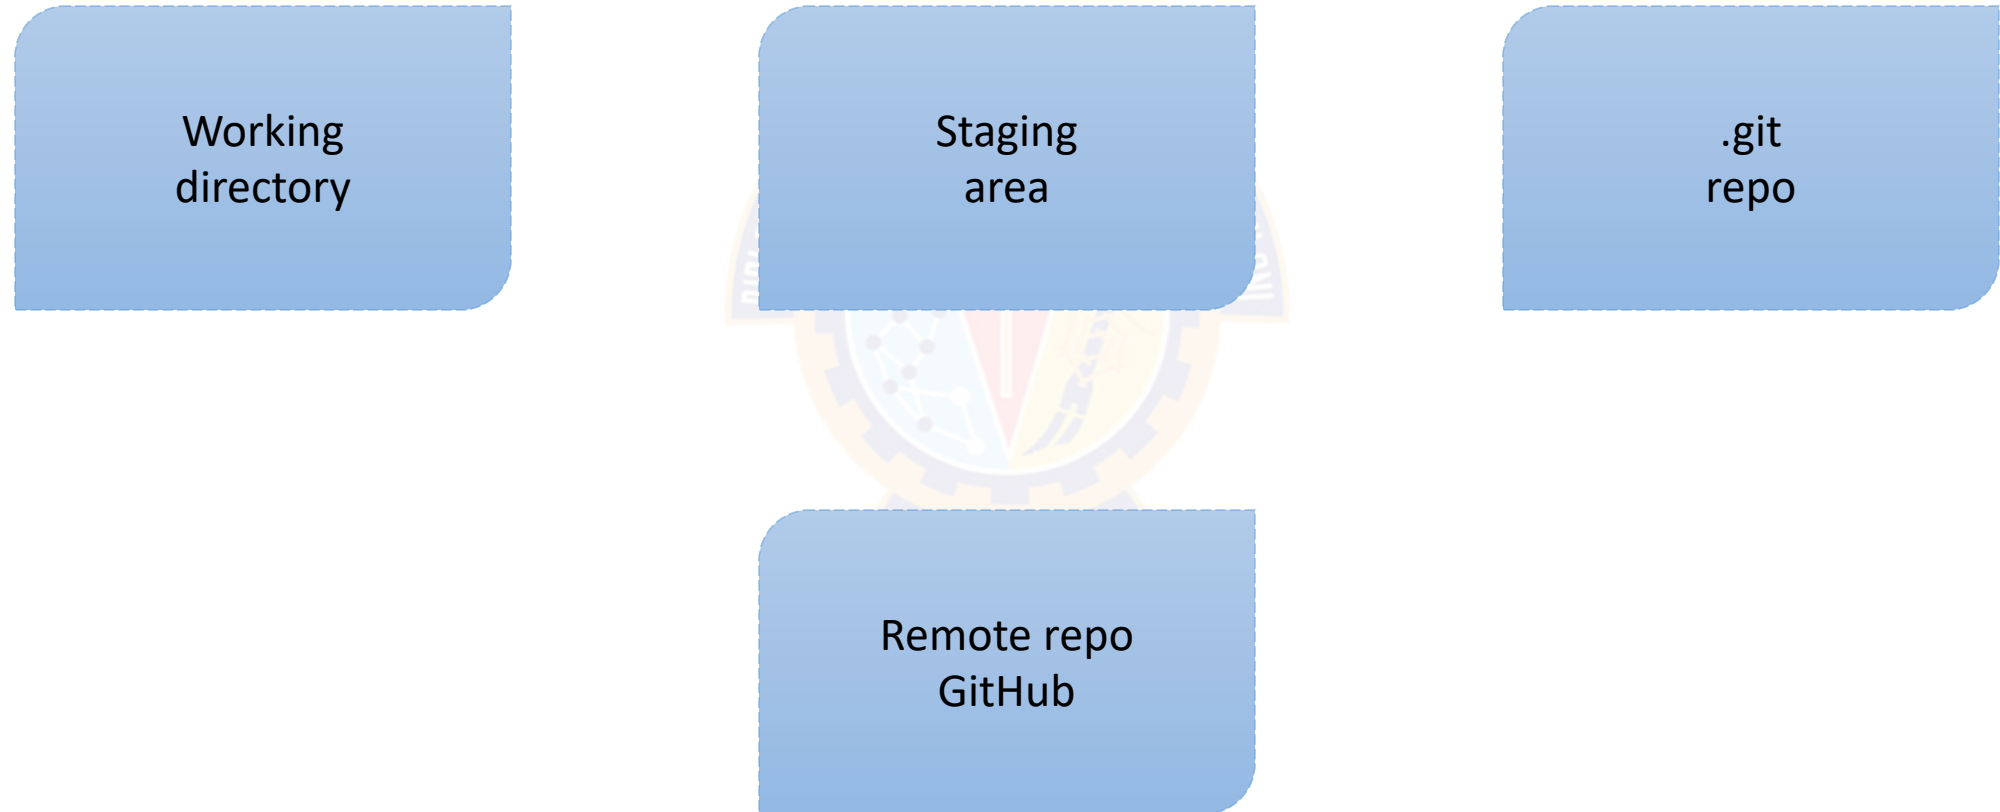 Working
directory
Staging
area
.git
repo
Remote repo
GitHub